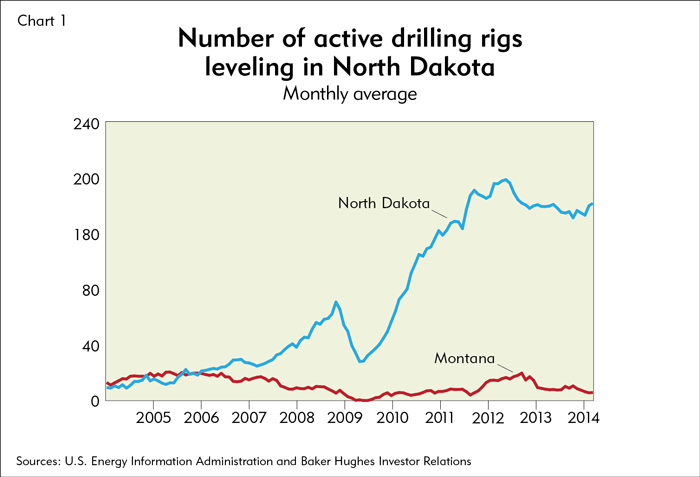 Chart 1
Number of active drilling rigs
leveling in North Dakota
Monthly average
240
200
180
80
40
0
North Dakota
Montana
2005 2006 2007 2008 2009 2010 2011 2012 2013 2014
Sources: U.S. Energy Information Administration and Baker Hughes Investor Relations